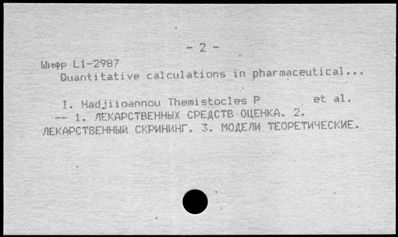 - 2 -
Шифр L1-2987
Quantitative calculations in pharmaceutical...
I. Hadjiioannou Themistocles P et al.
-- 1. ЛЕКАРСТВЕННЫХ СРЕДСТВ ОЦЕНКА. 2.
ЛЕКАРСТВЕННЫЙ СКРИНИНГ. 3. МОДЕЛИ ТЕОРЕТИЧЕСКИЕ.